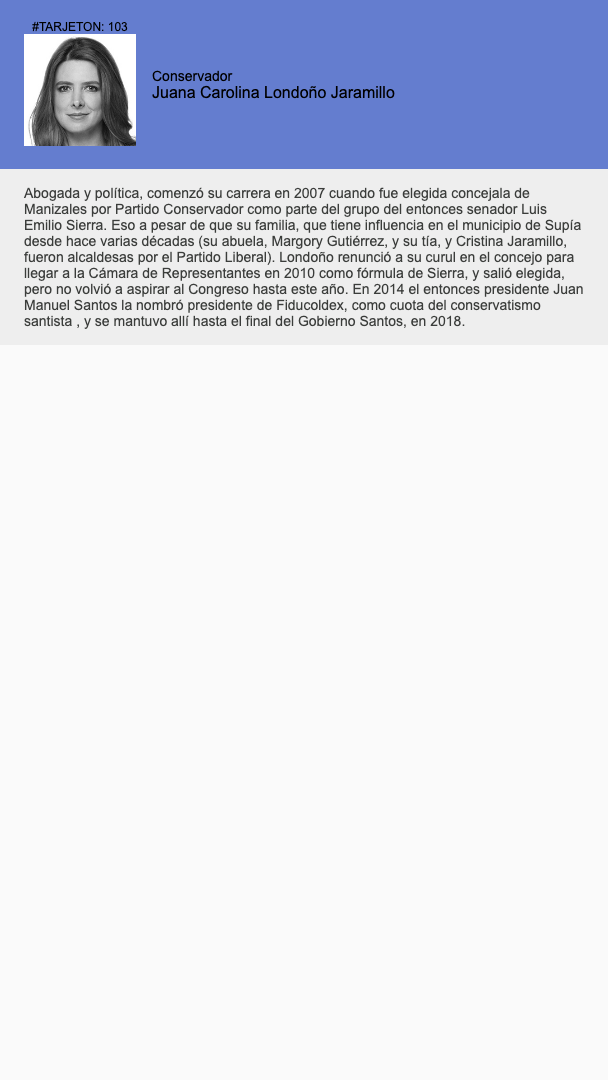 #TARJETON: 103
Conservador
Juana Carolina Londoño Jaramillo
Abogada y política, comenzó su carrera en 2007 cuando fue elegida concejala de
Manizales por Partido Conservador como parte del grupo del entonces senador Luis
Emilio Sierra. Eso a pesar de que su familia, que tiene influencia en el municipio de Supía
desde hace varias décadas (su abuela, Margory Gutiérrez, y su tía, y Cristina Jaramillo,
fueron alcaldesas por el Partido Liberal). Londoño renunció a su curul en el concejo para
llegar a la Cámara de Representantes en 2010 como fórmula de Sierra, y salió elegida,
pero no volvió a aspirar al Congreso hasta este año. En 2014 el entonces presidente Juan
Manuel Santos la nombró presidente de Fiducoldex, como cuota del conservatismo
santista , y se mantuvo allí hasta el final del Gobierno Santos, en 2018.